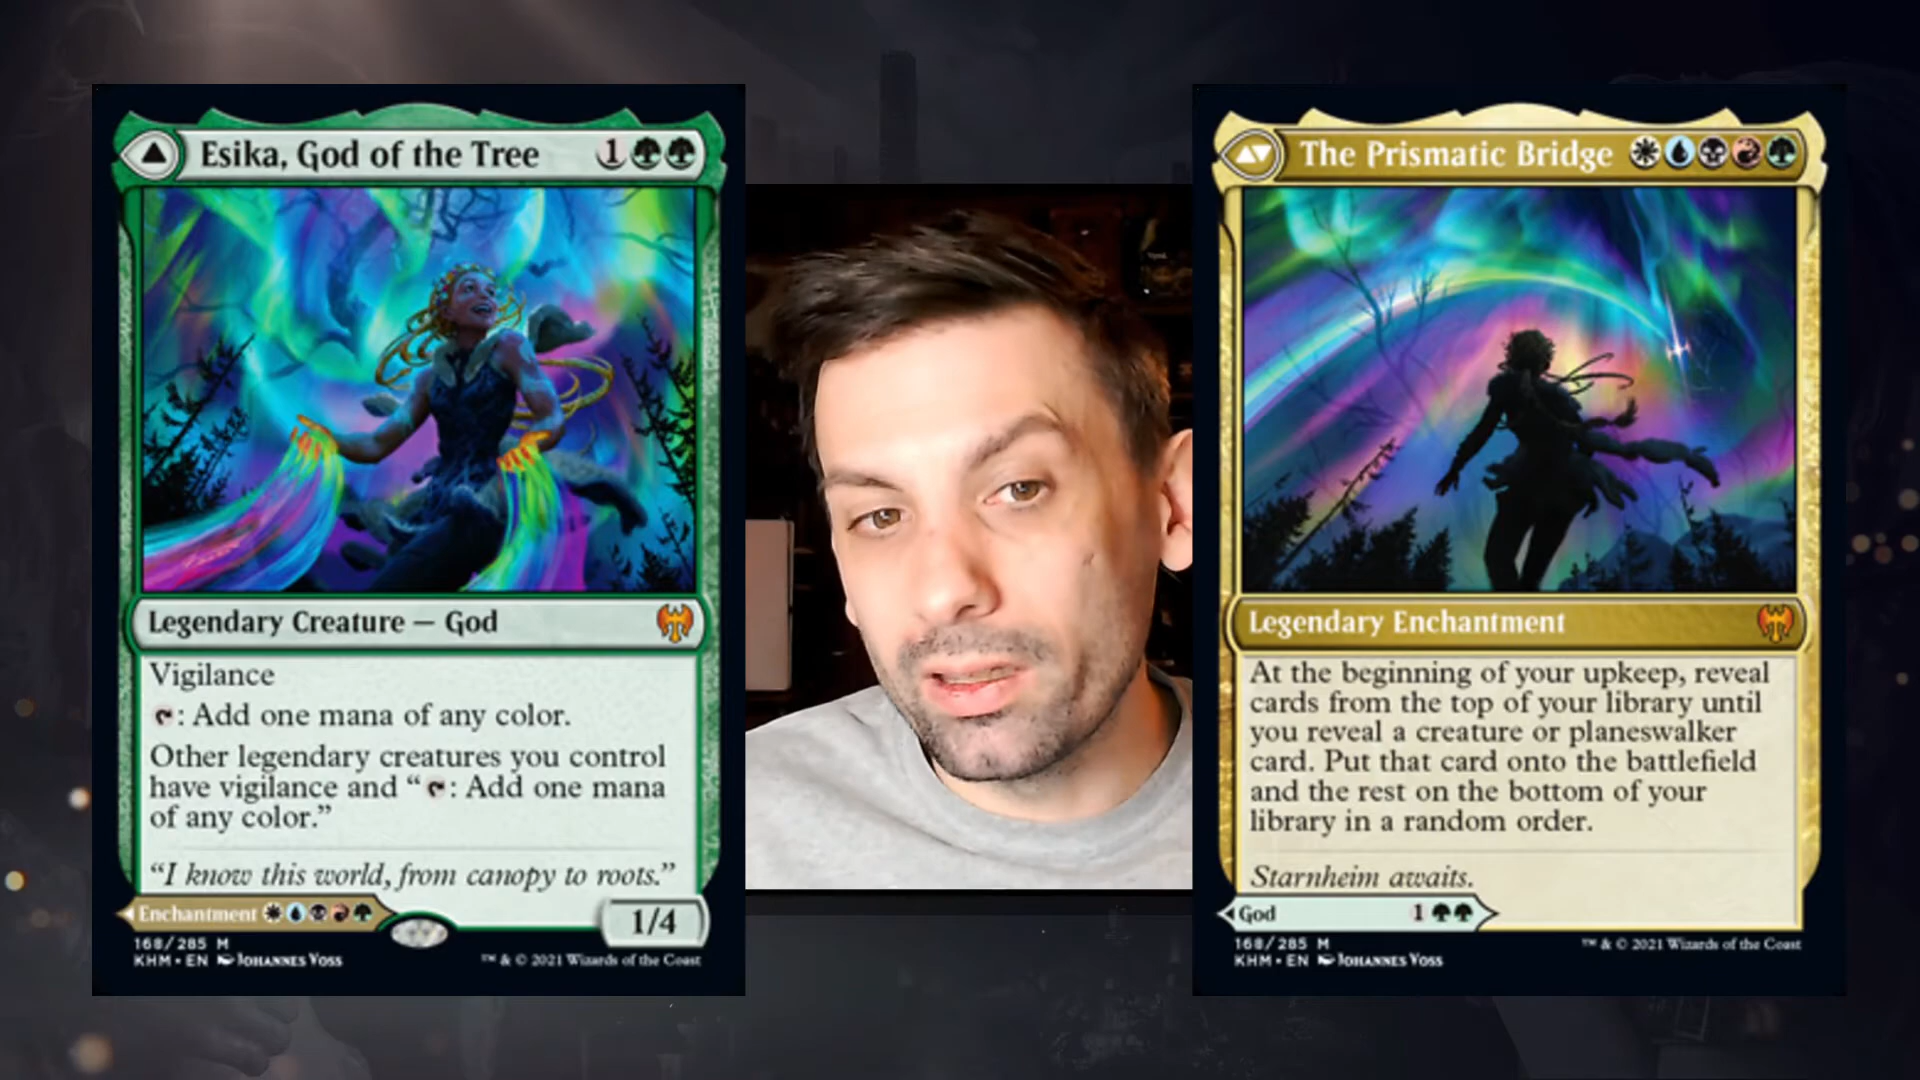 Esika, God of the Tree 1
Legendary Creature — God
Vigilance
: Add one mana of any color.
Other legendary creatures you control
have vigilance and “ : Add one mana
of any color.”
“I know this world, from canopy to roots.”
Enchantment
1/4
168/285 M
KHM • EN Johannes Voss
™ & © 2021 Wizards of the Coast
The Prismatic Bridge
Legendary Enchantment
At the beginning of your upkeep, reveal
cards from the top of your library until
you reveal a creature or planeswalker
card. Put that card onto the battlefield
and the rest on the bottom of your
library in a random order.
Starnheim awaits.
God 1
168/285 M
KHM • EN Johannes Voss
™ & © 2021 Wizards of the Coast